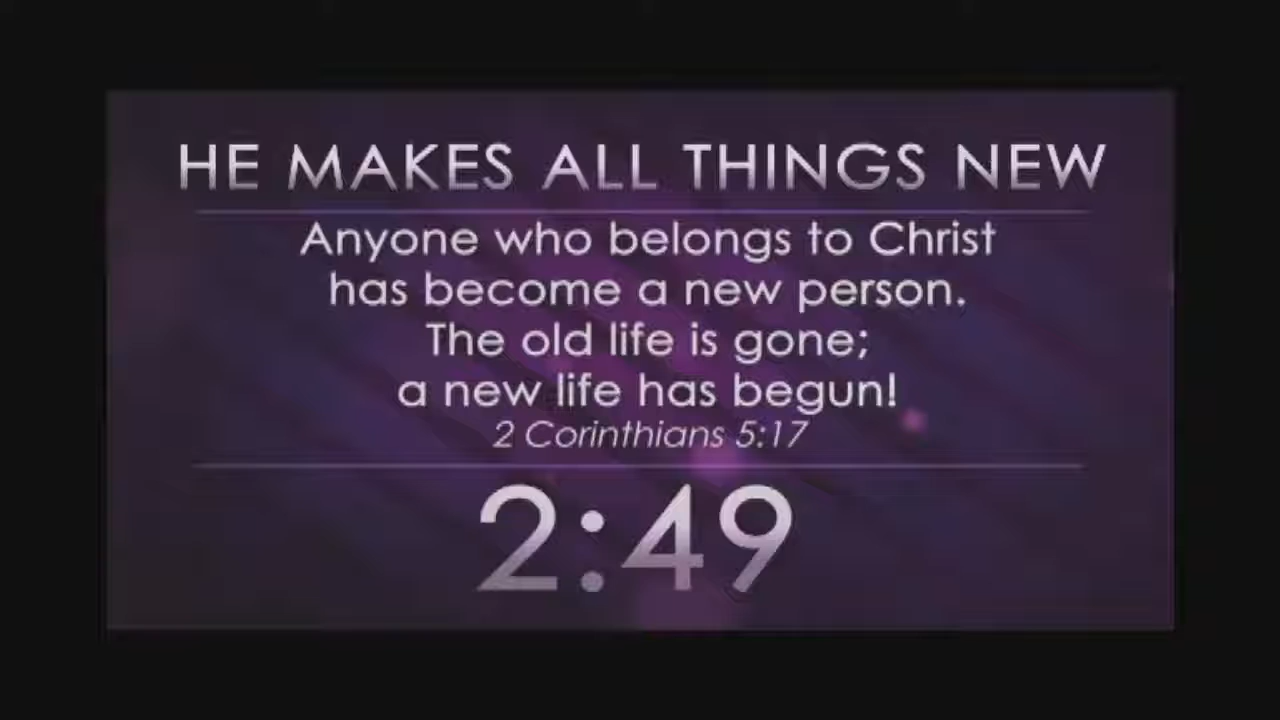 HE MAKES ALL THINGS NEW
Anyone who belongs to Christ
has become a new person.
The old life is gone;
a new life has begun!
2 Corinthians 5:17
2:49